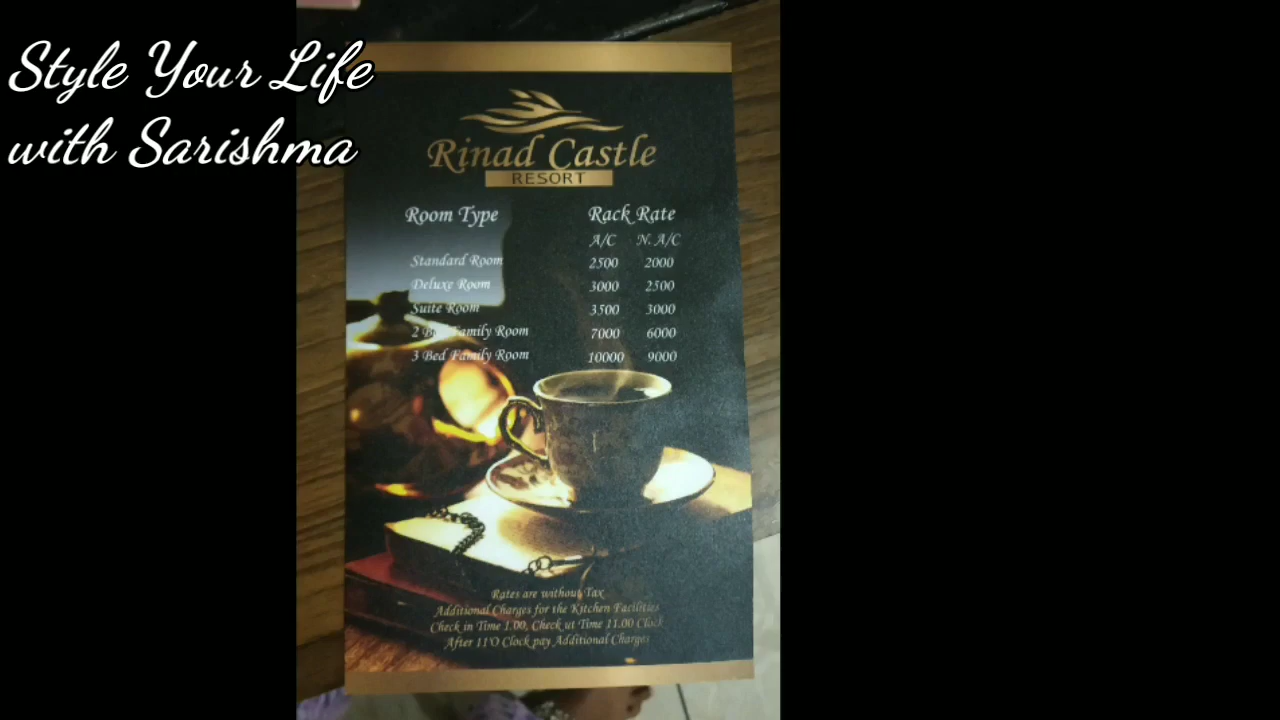 Style Your Life
with Sarishma
Rinad Castle
RESORT
Room Type Rack Rate
A/C N. A/C
Standard Room 2500 2000
Deluxe Room 3000 2500
Suite Room 3500 3000
2 Bed Family Room 7000 6000
3 Bed Family Room 10000 9000
Rates are without Tax
Additional Charges for the Kitchen Facilities
Check in Time 1.00, Check ut Time 11.00 Clock
After 11'O Clock pay Additional Charges